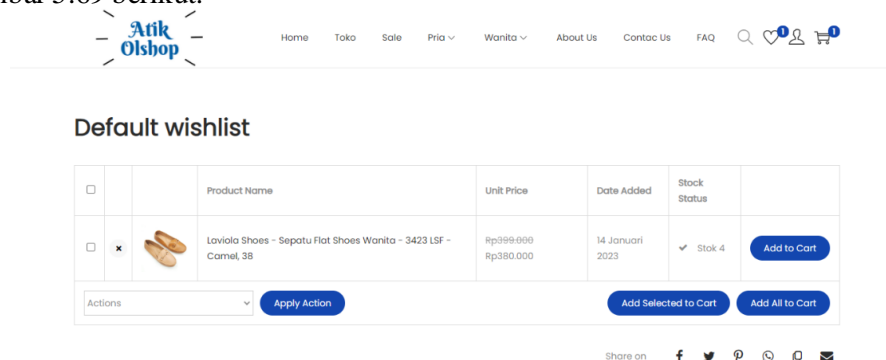 Atik
Olshop
Home Toko Sale Pria Wanita About Us Contac Us FAQ 1 0
Default wishlist
Product Name Unit Price Date Added Stock Status
Laviola Shoes - Sepatu Flat Shoes Wanita - 3423 LSF -
Camel, 38
Rp399.000
Rp380.000
14 Januari
2023
Stok 4
Add to Cart
Actions Apply Action Add Selected to Cart Add All to Cart
Share on